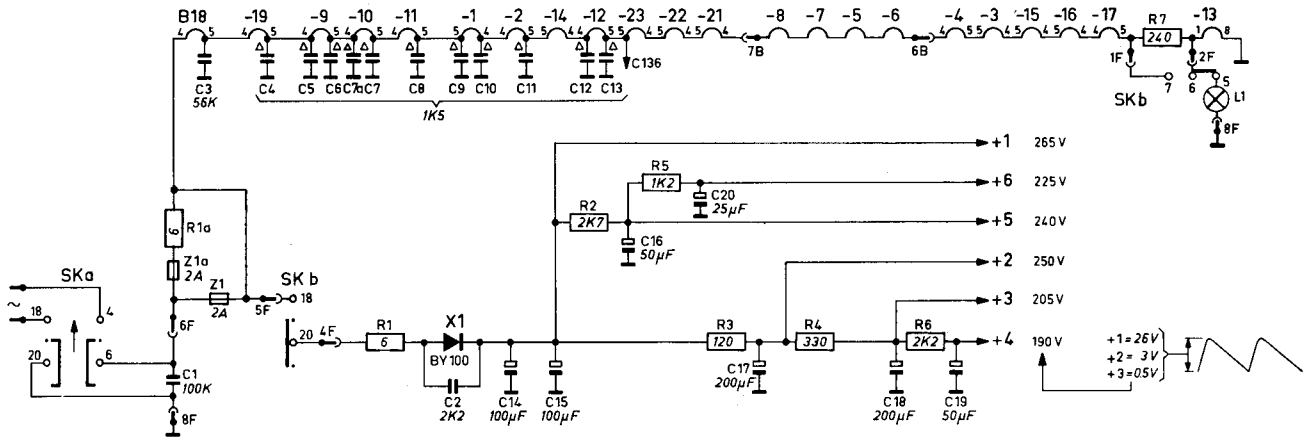 B18 -19 -9 -10 -11 -1 -2 -14 -12 -23 -22 -21 -8 -7 -5 -6 -4 -3 -15 -16 -17 R7 -13
4 5 4 5 4 5 4 5 4 5 5 4 4 5 5 4 4 5 5 4 4 5 5 4 7B 6B 4 5 5 4 5 4 5 4 4 5 240 1 8
Δ Δ Δ Δ Δ Δ Δ Δ Δ Δ Δ
C136
1F 2F
C3 C4 C5 C6 C7a C7 C8 C9 C10 C11 C12 C13
56K
1K5
SKb 7 6 5
L1
8F
+1 265 V
R5
1K2
+6 225 V
C20
25µF
R2
2K7
+5 240 V
C16
50µF
R1a
6
Z1a
2A
+2 250 V
SKa
Z1
2A
5F
SKb
18
+3 205 V
~
18 4
6F
20 4F
R1
6
X1
BY100
R3
120
R4
330
R6
2K2
+4 190 V
+1 = 26V
+2 = 3V
+3 = 0.5V
20 6
C1
100K
C2
2K2
C14
100µF
C15
100µF
C17
200µF
C18
200µF
C19
50µF
8F